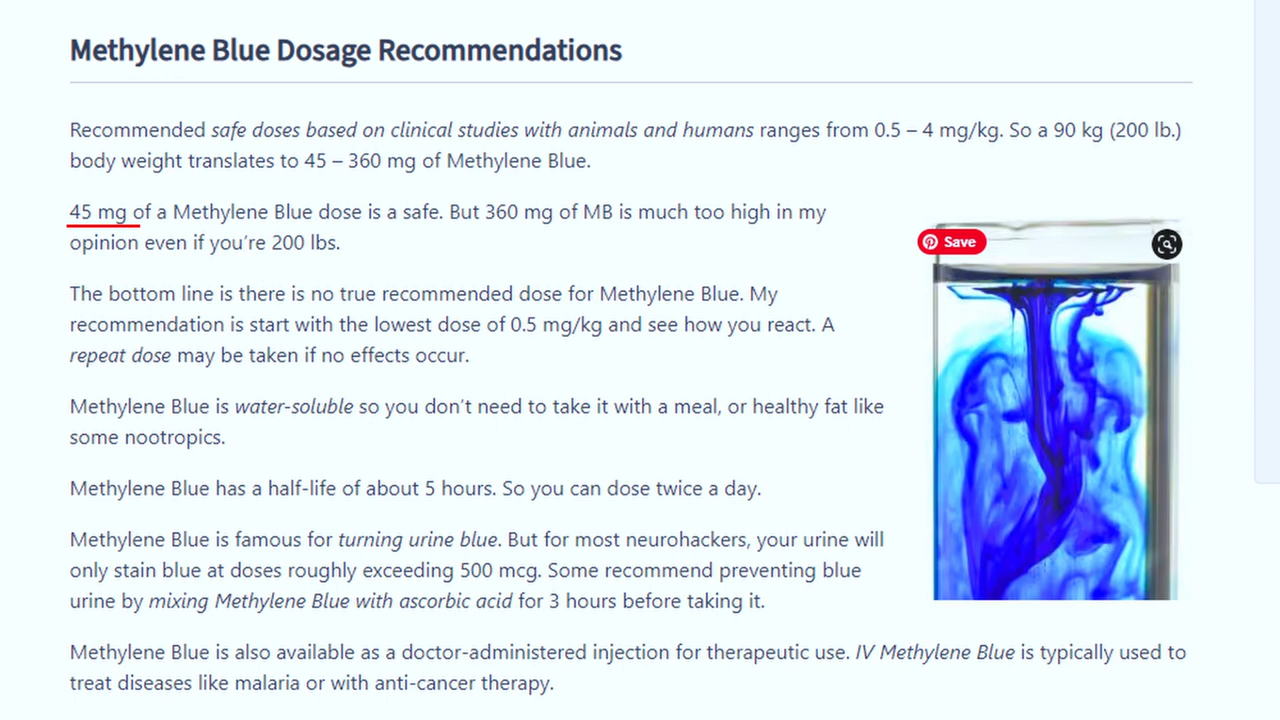 Methylene Blue Dosage Recommendations
Recommended safe doses based on clinical studies with animals and humans ranges from 0.5 – 4 mg/kg. So a 90 kg (200 lb.)
body weight translates to 45 – 360 mg of Methylene Blue.
45 mg of a Methylene Blue dose is a safe. But 360 mg of MB is much too high in my
opinion even if you’re 200 lbs.
Save
The bottom line is there is no true recommended dose for Methylene Blue. My
recommendation is start with the lowest dose of 0.5 mg/kg and see how you react. A
repeat dose may be taken if no effects occur.
Methylene Blue is water-soluble so you don’t need to take it with a meal, or healthy fat like
some nootropics.
Methylene Blue has a half-life of about 5 hours. So you can dose twice a day.
Methylene Blue is famous for turning urine blue. But for most neurohackers, your urine will
only stain blue at doses roughly exceeding 500 mcg. Some recommend preventing blue
urine by mixing Methylene Blue with ascorbic acid for 3 hours before taking it.
Methylene Blue is also available as a doctor-administered injection for therapeutic use. IV Methylene Blue is typically used to
treat diseases like malaria or with anti-cancer therapy.